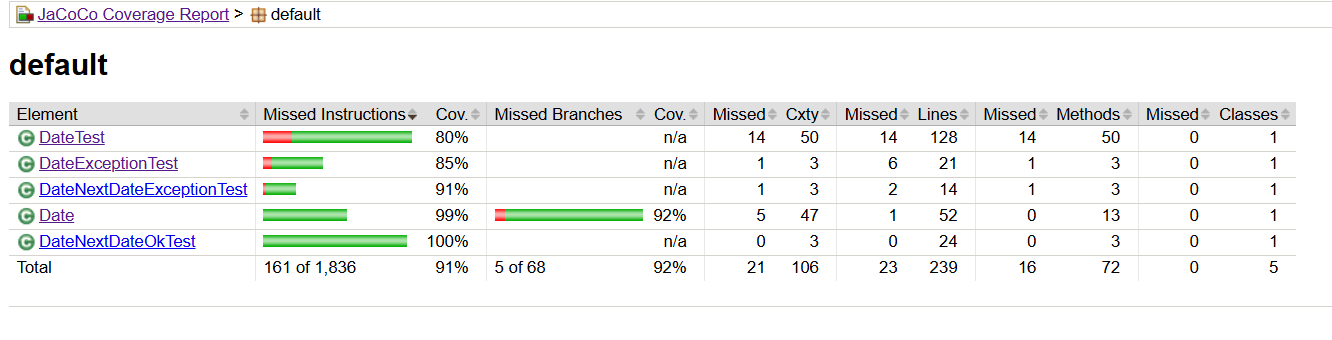 JaCoCo Coverage Report > default
default
Element Missed Instructions Cov. Missed Branches Cov. Missed Cxty Missed Lines Missed Methods Missed Classes
DateTest 80% n/a 14 50 14 128 14 50 0 1
DateExceptionTest 85% n/a 1 3 6 21 1 3 0 1
DateNextDateExceptionTest 91% n/a 1 3 2 14 1 3 0 1
Date 99% 92% 5 47 1 52 0 13 0 1
DateNextDateOkTest 100% n/a 0 3 0 24 0 3 0 1
Total 161 of 1,836 91% 5 of 68 92% 21 106 23 239 16 72 0 5